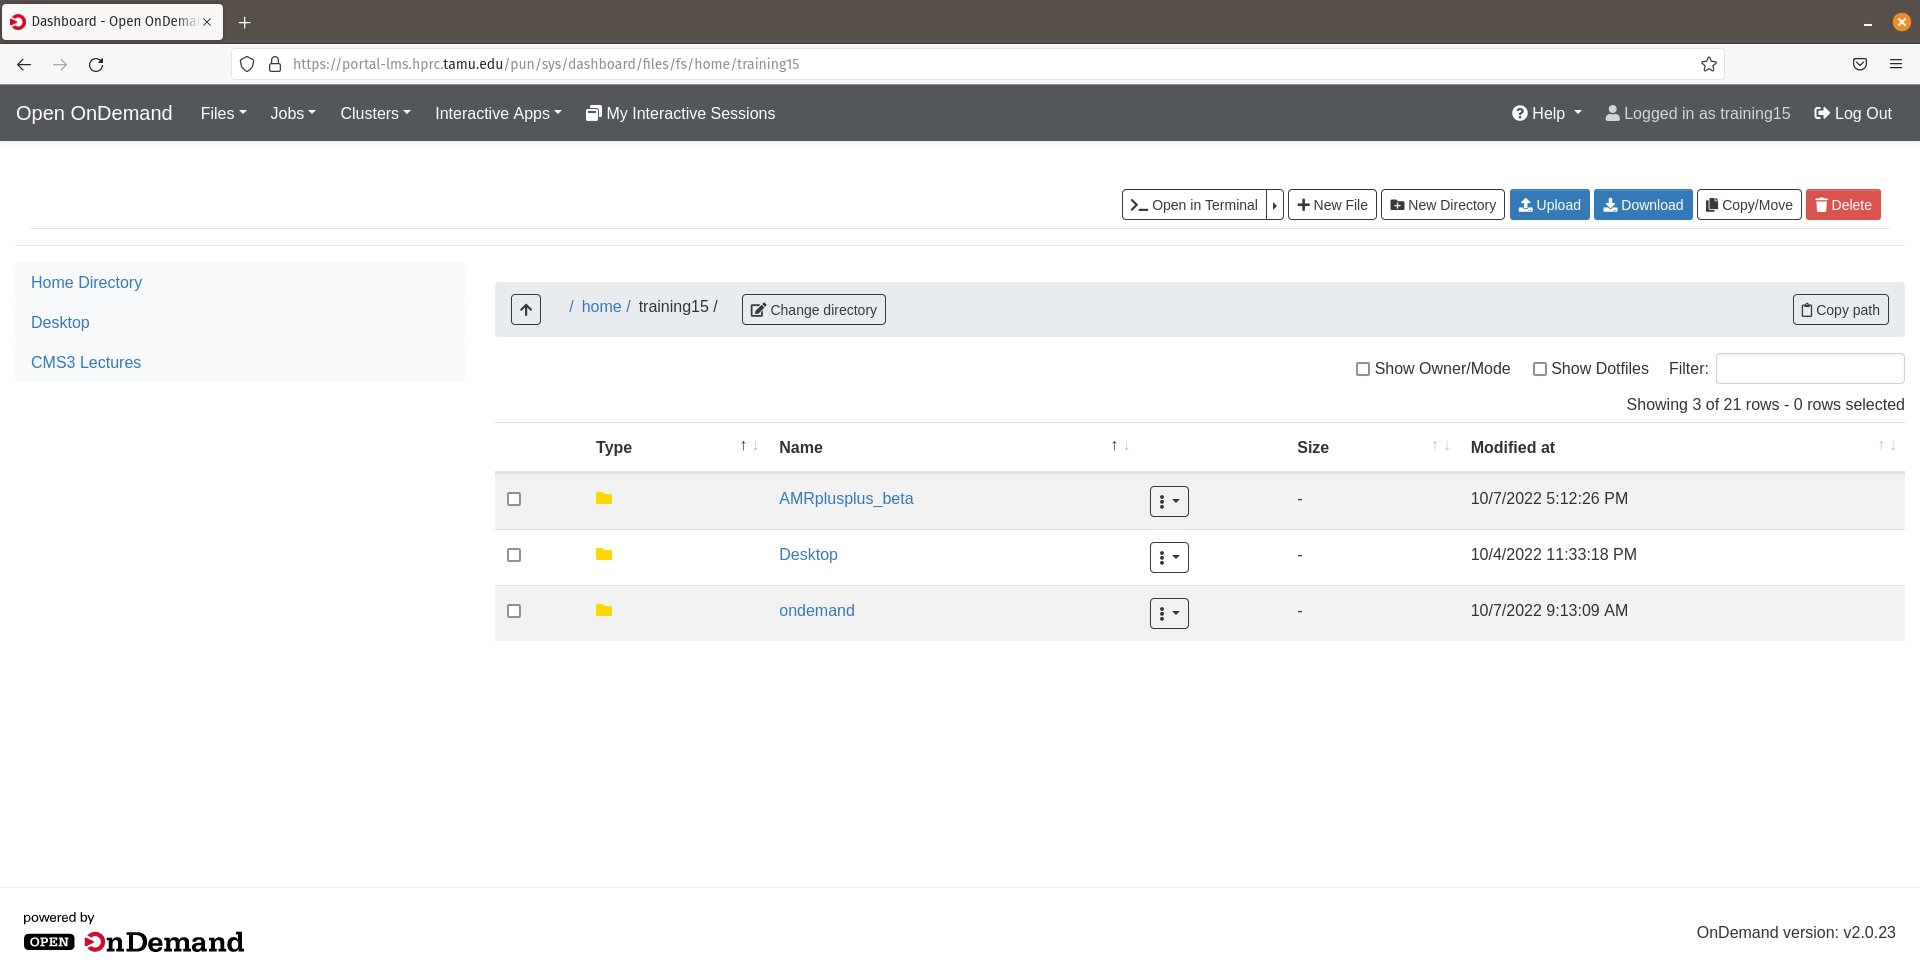 Dashboard - Open OnDema
https://portal-lms.hprc.tamu.edu/pun/sys/dashboard/files/fs/home/training15
Open OnDemand Files Jobs Clusters Interactive Apps My Interactive Sessions Help Logged in as training15 Log Out
Open in Terminal New File New Directory Upload Download Copy/Move Delete
Home Directory
Desktop
CMS3 Lectures
/ home / training15 / Change directory Copy path
Show Owner/Mode Show Dotfiles Filter:
Showing 3 of 21 rows - 0 rows selected
Type Name Size Modified at
AMRplusplus_beta - 10/7/2022 5:12:26 PM
Desktop - 10/4/2022 11:33:18 PM
ondemand - 10/7/2022 9:13:09 AM
powered by
OPEN OnDemand
OnDemand version: v2.0.23